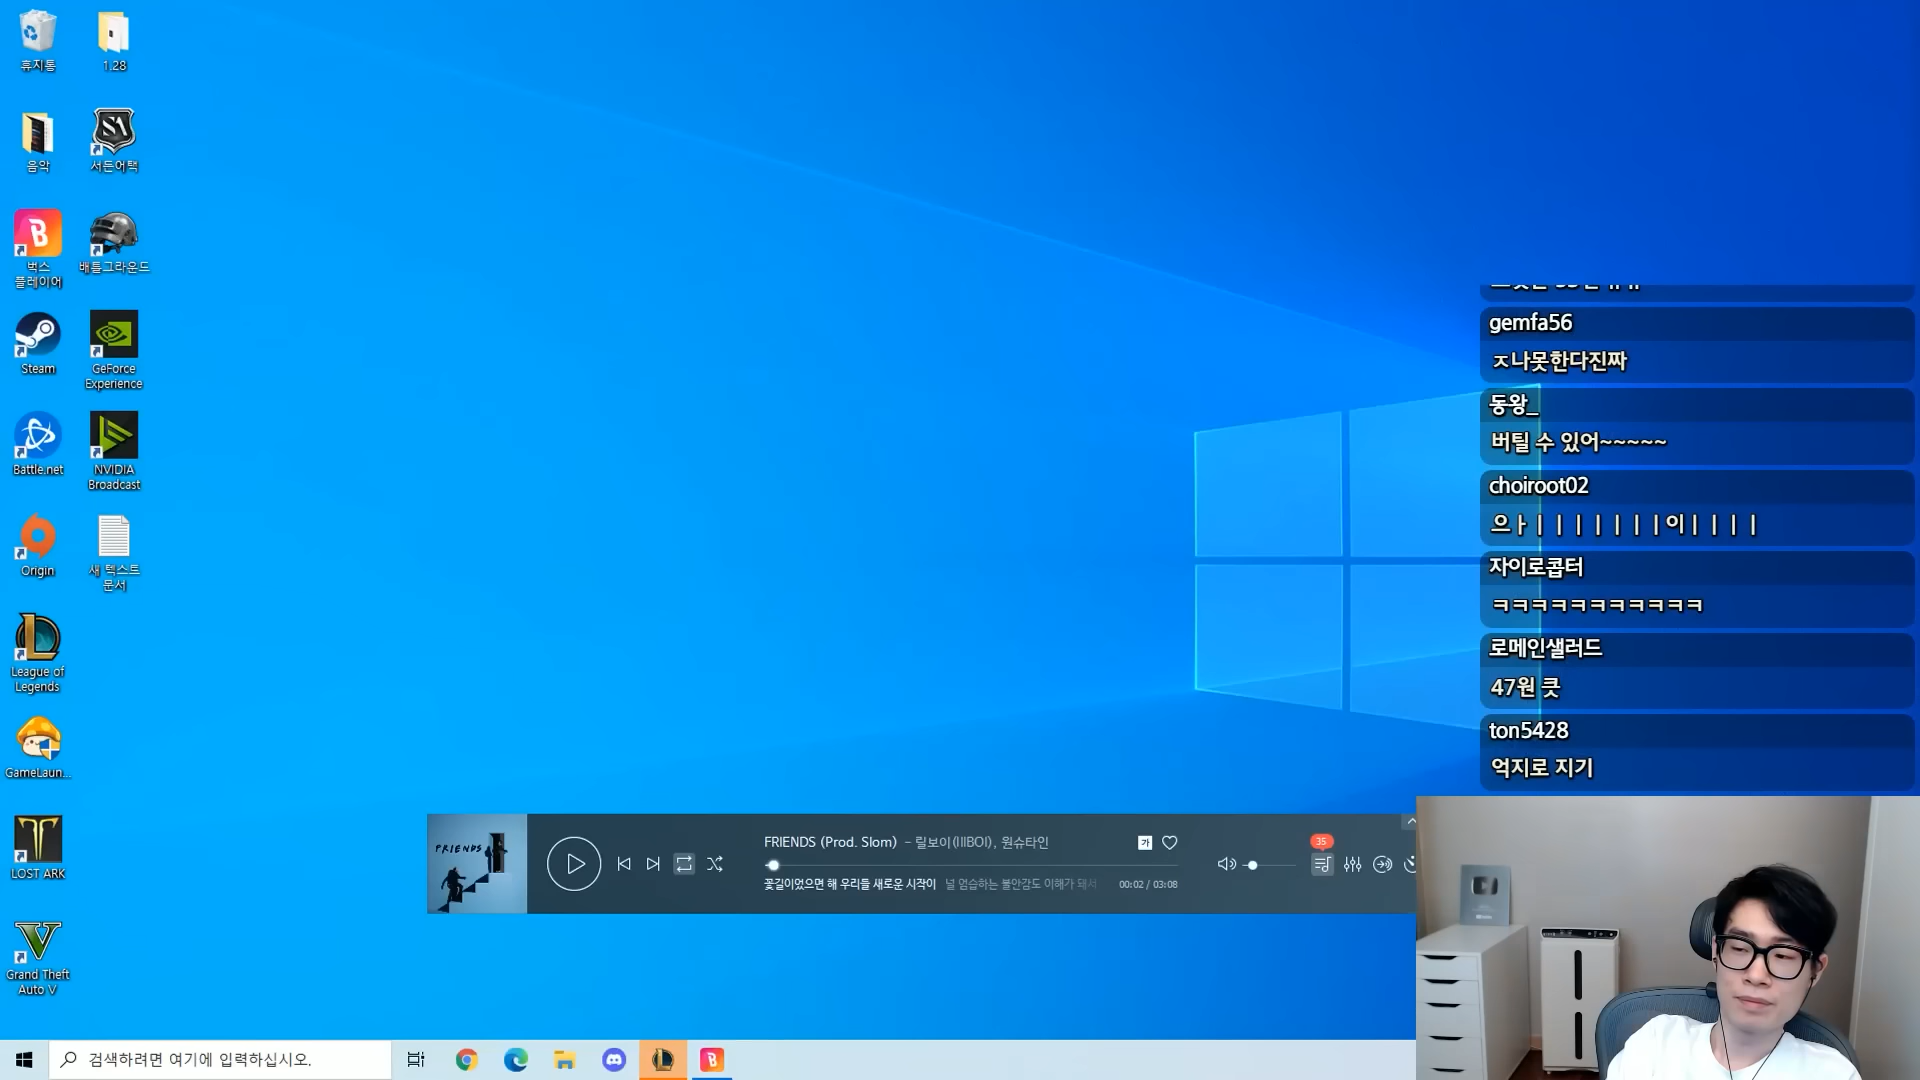 휴지통
1.28
음악
서든어택
벅스
플레이어
배틀그라운드
Steam
GeForce
Experience
Battle.net
NVIDIA
Broadcast
Origin
새 텍스트
문서
League of
Legends
GameLaun...
LOST ARK
Grand Theft
Auto V
gemfa56
ㅈ나못한다진짜
동왕_
버틸 수 있어~~~~~
choiroot02
으ㅏㅣㅣㅣㅣㅣㅣㅣ이ㅣㅣㅣㅣ
자이로콥터
ㅋㅋㅋㅋㅋㅋㅋㅋㅋㅋㅋ
로메인샐러드
47원 큿
ton5428
억지로 지기
FRIENDS
FRIENDS (Prod. Slom) - 릴보이(lIlBOI), 원슈타인
가
35
꽃길이었으면 해 우리들 새로운 시작이 널 엄습하는 불안감도 이해가 돼서
00:02 / 03:08
검색하려면 여기에 입력하십시오.